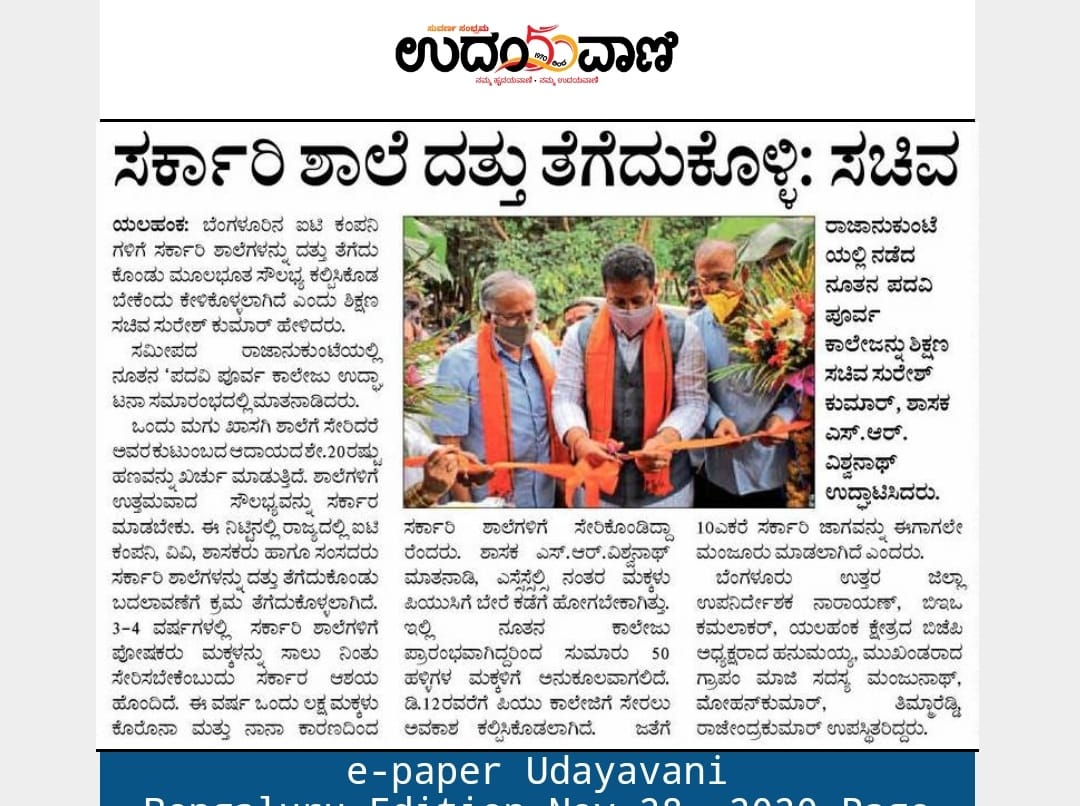 ಸುವರ್ಣ ಸಂಭ್ರಮ
ಉದಯವಾಣಿ
ನಮ್ಮ ಹೃದಯವಾಣಿ • ನಮ್ಮ ಉದಯವಾಣಿ
ಸರ್ಕಾರಿ ಶಾಲೆ ದತ್ತು ತೆಗೆದುಕೊಳ್ಳಿ: ಸಚಿವ
ಯಲಹಂಕ: ಬೆಂಗಳೂರಿನ ಐಟಿ ಕಂಪನಿ
ಗಳಿಗೆ ಸರ್ಕಾರಿ ಶಾಲೆಗಳನ್ನು ದತ್ತು ತೆಗೆದು
ಕೊಂಡು ಮೂಲಭೂತ ಸೌಲಭ್ಯ ಕಲ್ಪಿಸಿಕೊಡ
ಬೇಕೆಂದು ಕೇಳಿಕೊಳ್ಳಲಾಗಿದೆ ಎಂದು ಶಿಕ್ಷಣ
ಸಚಿವ ಸುರೇಶ್ ಕುಮಾರ್ ಹೇಳಿದರು.
ಸಮೀಪದ ರಾಜಾನುಕುಂಟೆಯಲ್ಲಿ
ನೂತನ 'ಪದವಿ ಪೂರ್ವ ಕಾಲೇಜು ಉದ್ಘಾ
ಟನಾ ಸಮಾರಂಭದಲ್ಲಿ ಮಾತನಾಡಿದರು.
ಒಂದು ಮಗು ಖಾಸಗಿ ಶಾಲೆಗೆ ಸೇರಿದರೆ
ಅವರ ಕುಟುಂಬದ ಆದಾಯದ ಶೇ.20ರಷ್ಟು
ಹಣವನ್ನು ಖರ್ಚು ಮಾಡುತ್ತಿದೆ. ಶಾಲೆಗಳಿಗೆ
ಉತ್ತಮವಾದ ಸೌಲಭ್ಯವನ್ನು ಸರ್ಕಾರ
ಮಾಡಬೇಕು. ಈ ನಿಟ್ಟಿನಲ್ಲಿ ರಾಜ್ಯದಲ್ಲಿ ಐಟಿ
ಕಂಪನಿ, ವಿವಿ, ಶಾಸಕರು ಹಾಗೂ ಸಂಸದರು
ಸರ್ಕಾರಿ ಶಾಲೆಗಳನ್ನು ದತ್ತು ತೆಗೆದುಕೊಂಡು
ಬದಲಾವಣೆಗೆ ಕ್ರಮ ತೆಗೆದುಕೊಳ್ಳಲಾಗಿದೆ.
3-4 ವರ್ಷಗಳಲ್ಲಿ ಸರ್ಕಾರಿ ಶಾಲೆಗಳಿಗೆ
ಪೋಷಕರು ಮಕ್ಕಳನ್ನು ಸಾಲು ನಿಂತು
ಸೇರಿಸಬೇಕೆಂಬುದು ಸರ್ಕಾರ ಆಶಯ
ಹೊಂದಿದೆ. ಈ ವರ್ಷ ಒಂದು ಲಕ್ಷ ಮಕ್ಕಳು
ಕೊರೊನಾ ಮತ್ತು ನಾನಾ ಕಾರಣದಿಂದ
ರಾಜಾನುಕುಂಟೆ
ಯಲ್ಲಿ ನಡೆದ
ನೂತನ ಪದವಿ
ಪೂರ್ವ
ಕಾಲೇಜನ್ನು ಶಿಕ್ಷಣ
ಸಚಿವ ಸುರೇಶ್
ಕುಮಾರ್, ಶಾಸಕ
ಎಸ್.ಆರ್.
ವಿಶ್ವನಾಥ್
ಉದ್ಘಾಟಿಸಿದರು.
ಸರ್ಕಾರಿ ಶಾಲೆಗಳಿಗೆ ಸೇರಿಕೊಂಡಿದ್ದಾ
ರೆಂದರು. ಶಾಸಕ ಎಸ್.ಆರ್.ವಿಶ್ವನಾಥ್
ಮಾತನಾಡಿ, ಎಸ್ಸೆಸ್ಸೆಲ್ಸಿ ನಂತರ ಮಕ್ಕಳು
ಪಿಯುಸಿಗೆ ಬೇರೆ ಕಡೆಗೆ ಹೋಗಬೇಕಾಗಿತ್ತು.
ಇಲ್ಲಿ ನೂತನ ಕಾಲೇಜು
ಪ್ರಾರಂಭವಾಗಿದ್ದರಿಂದ ಸುಮಾರು 50
ಹಳ್ಳಿಗಳ ಮಕ್ಕಳಿಗೆ ಅನುಕೂಲವಾಗಲಿದೆ.
ಡಿ.12ರವರೆಗೆ ಪಿಯು ಕಾಲೇಜಿಗೆ ಸೇರಲು
ಅವಕಾಶ ಕಲ್ಪಿಸಿಕೊಡಲಾಗಿದೆ. ಜತೆಗೆ
10ಎಕರೆ ಸರ್ಕಾರಿ ಜಾಗವನ್ನು ಈಗಾಗಲೇ
ಮಂಜೂರು ಮಾಡಲಾಗಿದೆ ಎಂದರು.
ಬೆಂಗಳೂರು ಉತ್ತರ ಜಿಲ್ಲಾ
ಉಪನಿರ್ದೇಶಕ ನಾರಾಯಣ್, ಬಿಇಒ
ಕಮಲಾಕರ್, ಯಲಹಂಕ ಕ್ಷೇತ್ರದ ಬಿಜೆಪಿ
ಅಧ್ಯಕ್ಷರಾದ ಹನುಮಯ್ಯ, ಮುಖಂಡರಾದ
ಗ್ರಾಪಂ ಮಾಜಿ ಸದಸ್ಯ ಮಂಜುನಾಥ್,
ಮೋಹನ್‌ಕುಮಾರ್, ತಿಮ್ಮಾರೆಡ್ಡಿ,
ರಾಜೇಂದ್ರಕುಮಾರ್ ಉಪಸ್ಥಿತರಿದ್ದರು.
e-paper Udayavani
Bengaluru Edition Nov 28, 2020 Page